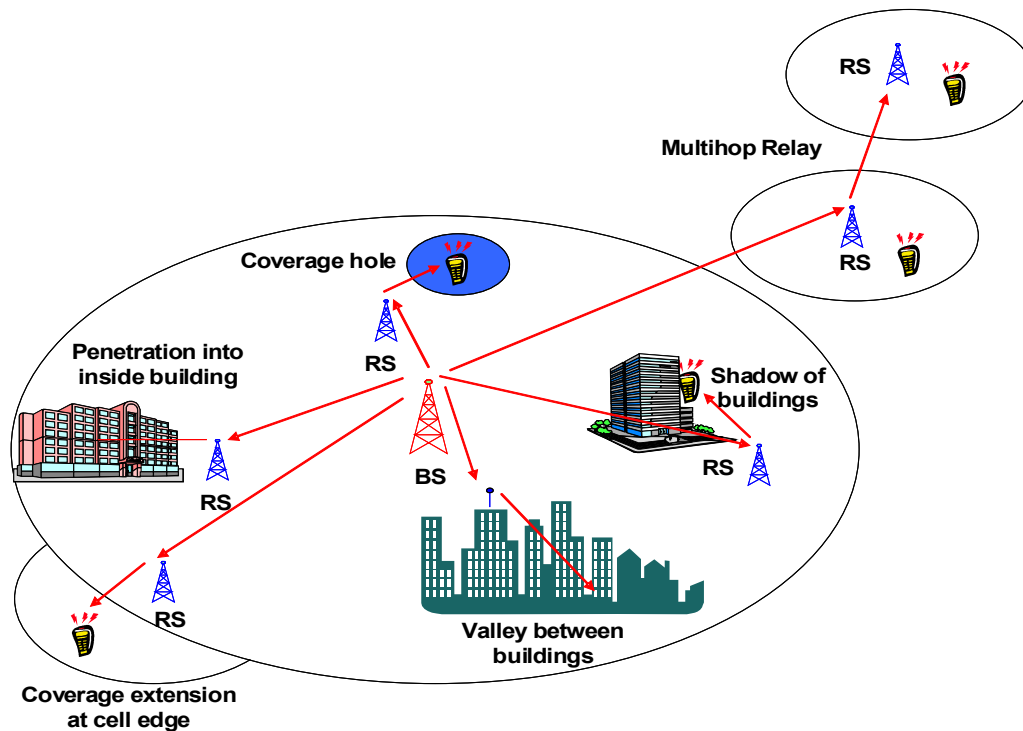 RS
Multihop Relay
RS
Coverage hole
RS
Penetration into
inside building
Shadow of
buildings
RS
BS
RS
RS
Valley between
buildings
Coverage extension
at cell edge